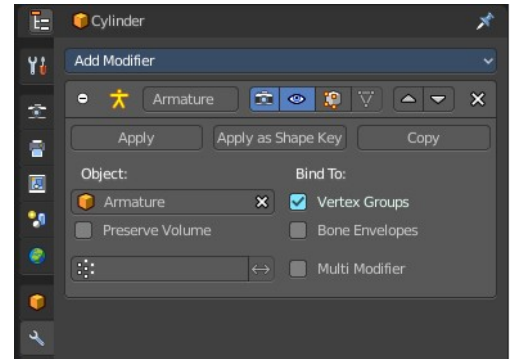 Cylinder
Add Modifier
Armature
Apply Apply as Shape Key Copy
Object: Bind To:
Armature Vertex Groups
Preserve Volume Bone Envelopes
Multi Modifier